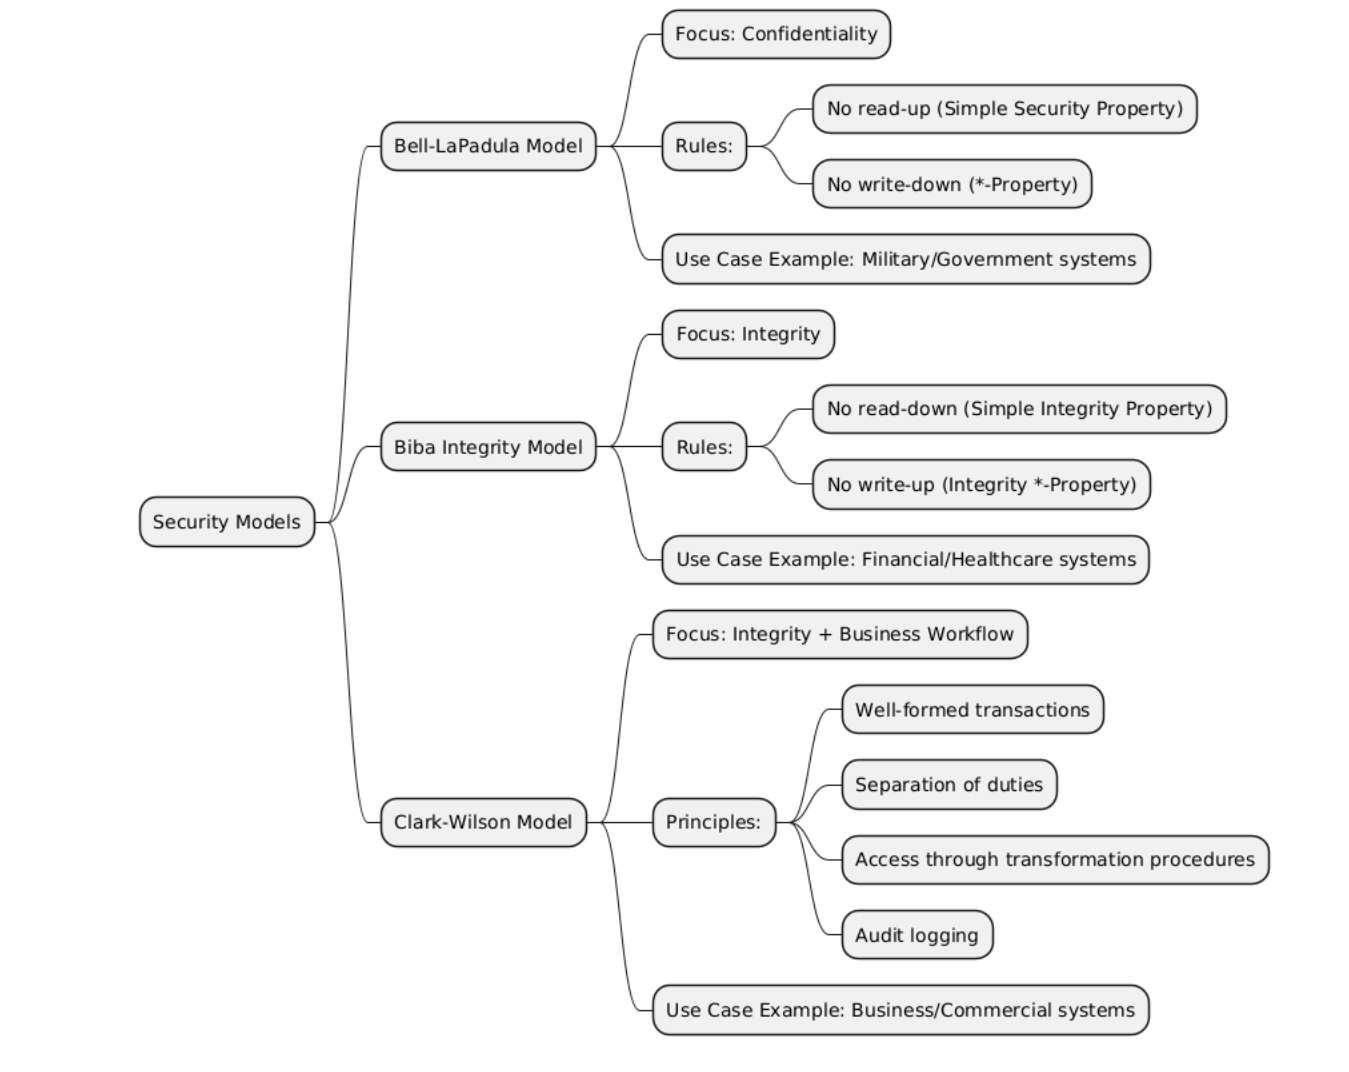 Security Models
Bell-LaPadula Model
Focus: Confidentiality
Rules:
No read-up (Simple Security Property)
No write-down (*-Property)
Use Case Example: Military/Government systems
Biba Integrity Model
Focus: Integrity
Rules:
No read-down (Simple Integrity Property)
No write-up (Integrity *-Property)
Use Case Example: Financial/Healthcare systems
Clark-Wilson Model
Focus: Integrity + Business Workflow
Principles:
Well-formed transactions
Separation of duties
Access through transformation procedures
Audit logging
Use Case Example: Business/Commercial systems